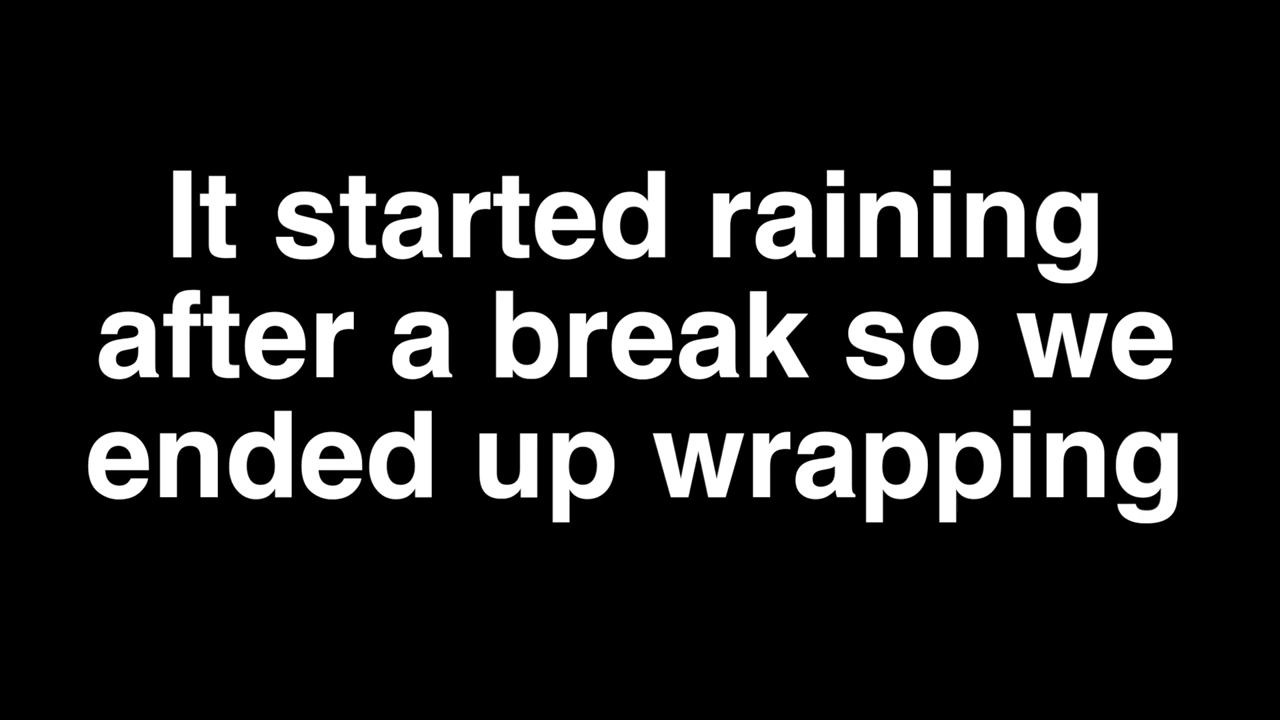 It started raining
after a break so we
ended up wrapping